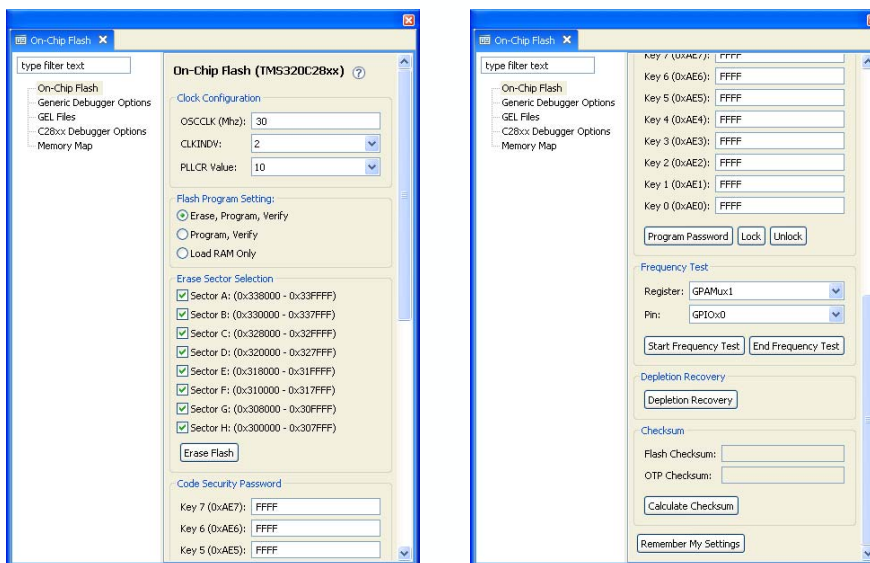 On-Chip Flash
type filter text
On-Chip Flash
Generic Debugger Options
GEL Files
C28xx Debugger Options
Memory Map
On-Chip Flash (TMS320C28xx)
Clock Configuration
OSCCLK (Mhz): 30
CLKINDV: 2
PLLCR Value: 10
Flash Program Setting:
Erase, Program, Verify
Program, Verify
Load RAM Only
Erase Sector Selection
Sector A: (0x338000 - 0x33FFFF)
Sector B: (0x330000 - 0x337FFF)
Sector C: (0x328000 - 0x32FFFF)
Sector D: (0x320000 - 0x327FFF)
Sector E: (0x318000 - 0x31FFFF)
Sector F: (0x310000 - 0x317FFF)
Sector G: (0x308000 - 0x30FFFF)
Sector H: (0x300000 - 0x307FFF)
Erase Flash
Code Security Password
Key 7 (0xAE7): FFFF
Key 6 (0xAE6): FFFF
Key 5 (0xAE5): FFFF
On-Chip Flash
type filter text
On-Chip Flash
Generic Debugger Options
GEL Files
C28xx Debugger Options
Memory Map
Key 7 (0xAE7): FFFF
Key 6 (0xAE6): FFFF
Key 5 (0xAE5): FFFF
Key 4 (0xAE4): FFFF
Key 3 (0xAE3): FFFF
Key 2 (0xAE2): FFFF
Key 1 (0xAE1): FFFF
Key 0 (0xAE0): FFFF
Program Password Lock Unlock
Frequency Test
Register: GPAMux1
Pin: GPIOx0
Start Frequency Test End Frequency Test
Depletion Recovery
Depletion Recovery
Checksum
Flash Checksum:
OTP Checksum:
Calculate Checksum
Remember My Settings